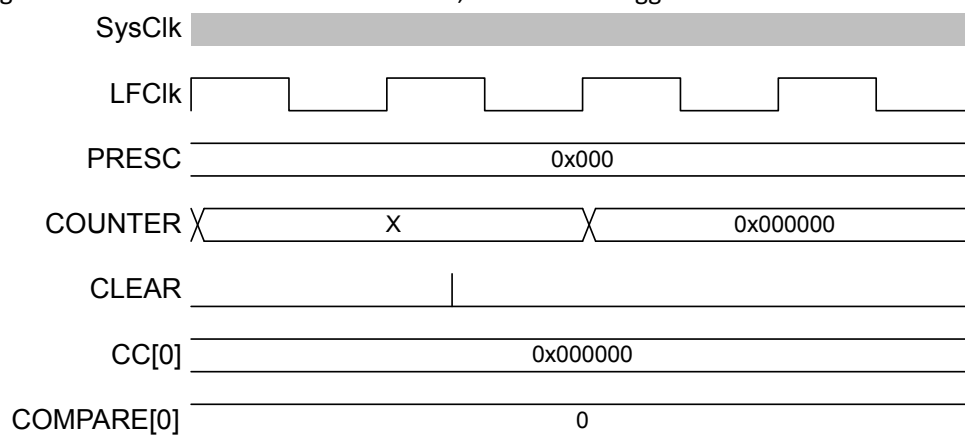 SysClk
LFClk
PRESC 0x000
COUNTER X 0x000000
CLEAR
CC[0] 0x000000
COMPARE[0] 0